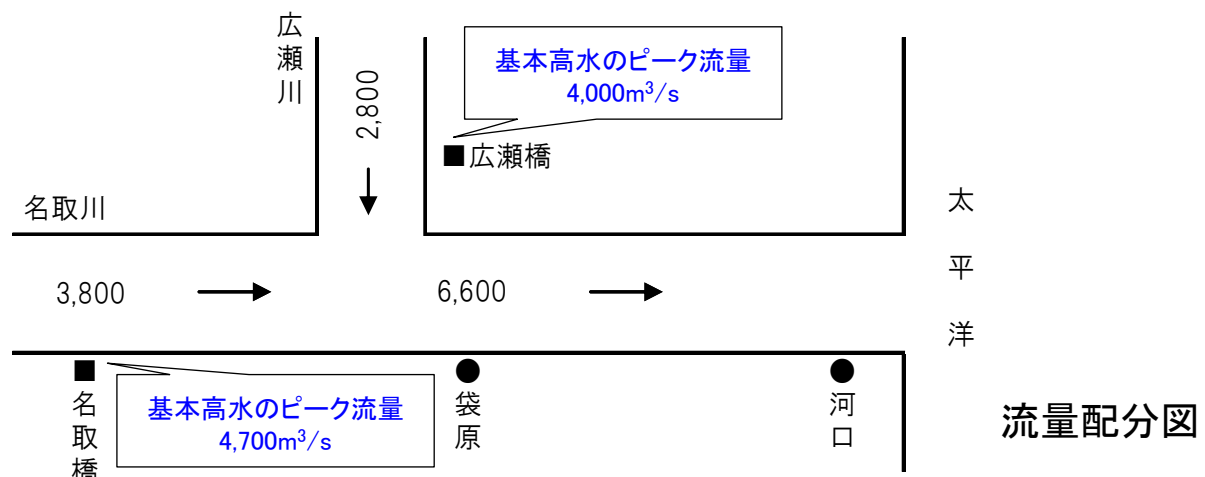 広瀬川
2,800
基本高水のピーク流量
4,000m³/s
■広瀬橋
名取川
太平洋
3,800
6,600
■名取橋
基本高水のピーク流量
4,700m³/s
●袋原
●河口
流量配分図